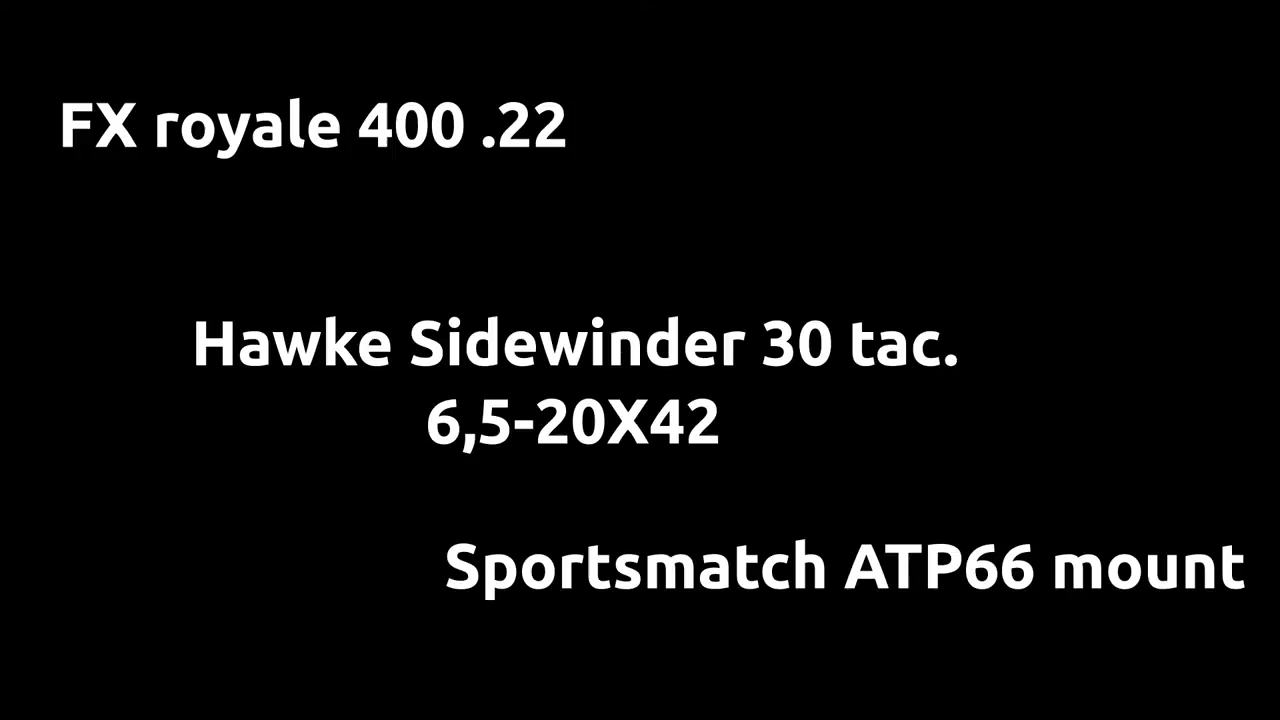 FX royale 400 .22
Hawke Sidewinder 30 tac.
6,5-20X42
Sportsmatch ATP66 mount